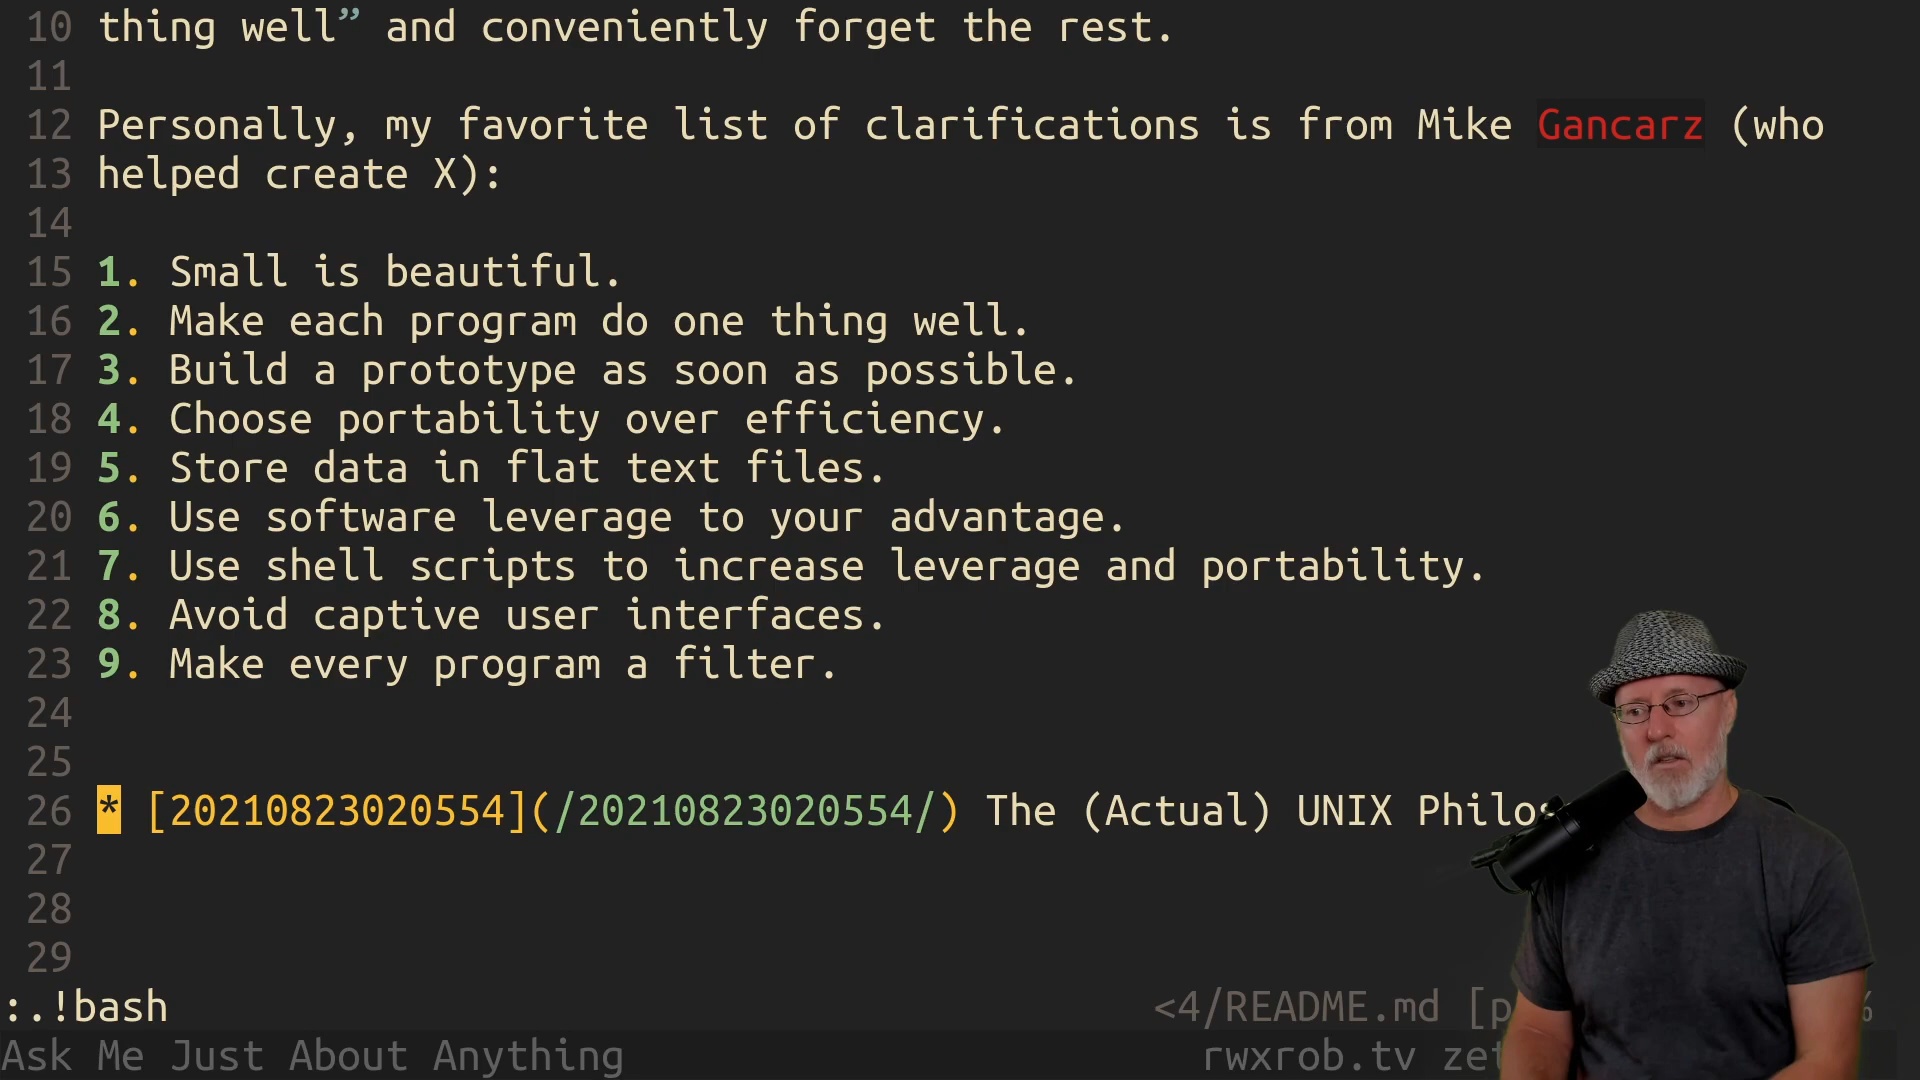 10 thing well” and conveniently forget the rest.
11
12 Personally, my favorite list of clarifications is from Mike Gancarz (who
13 helped create X):
14
15 1. Small is beautiful.
16 2. Make each program do one thing well.
17 3. Build a prototype as soon as possible.
18 4. Choose portability over efficiency.
19 5. Store data in flat text files.
20 6. Use software leverage to your advantage.
21 7. Use shell scripts to increase leverage and portability.
22 8. Avoid captive user interfaces.
23 9. Make every program a filter.
24
25
26 * [20210823020554](/20210823020554/) The (Actual) UNIX
27
28
29
:.!bash <4/README.md
Ask Me Just About Anything rwxrob.tv